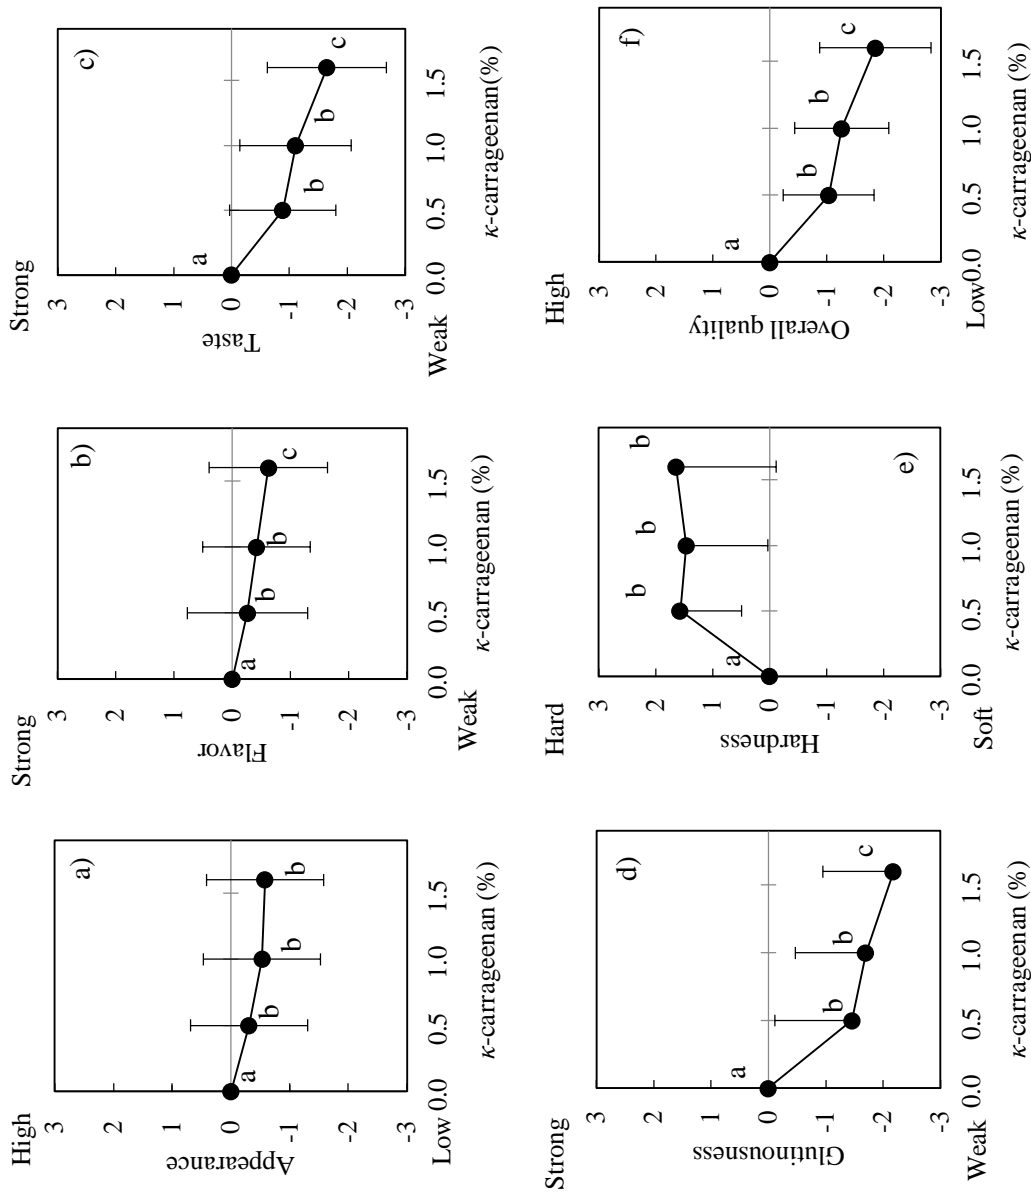 High
3
2
1
0
-1
-2
-3
Low
Appearance
a)
a
b
b
b
0.0
0.5
1.0
1.5
κ-carrageenan (%)
Strong
3
2
1
0
-1
-2
-3
Weak
Flavor
b)
a
b
b
c
0.0
0.5
1.0
1.5
κ-carrageenan (%)
Strong
3
2
1
0
-1
-2
-3
Weak
Taste
c)
a
b
b
c
0.0
0.5
1.0
1.5
κ-carrageenan(%)
Strong
3
2
1
0
-1
-2
-3
Weak
Glutinousness
d)
a
b
b
c
0.0
0.5
1.0
1.5
κ-carrageenan (%)
Hard
3
2
1
0
-1
-2
-3
Soft
Hardness
e)
a
b
b
b
0.0
0.5
1.0
1.5
κ-carrageenan (%)
High
3
2
1
0
-1
-2
-3
Low
Overall quality
f)
a
b
b
c
0.0
0.5
1.0
1.5
κ-carrageenan (%)